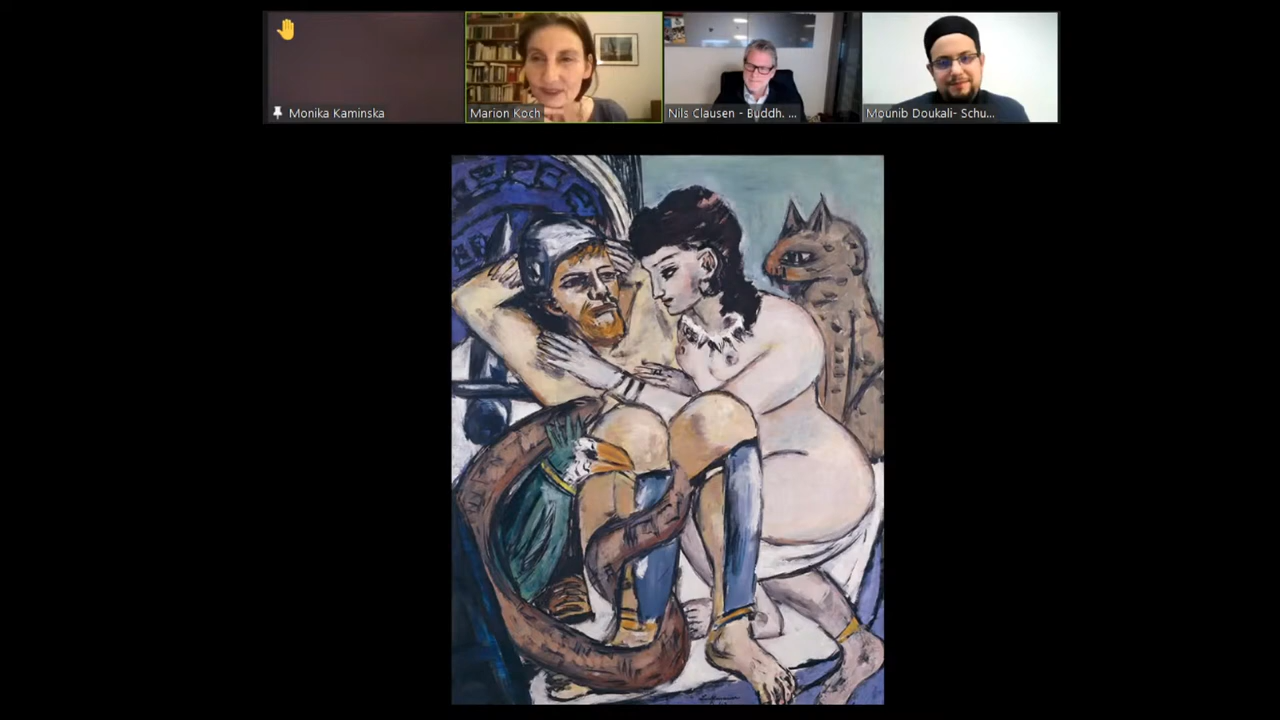 Monika Kaminska
Marion Koch
Nils Clausen - Buddh. ...
Mounib Doukali- Schu...